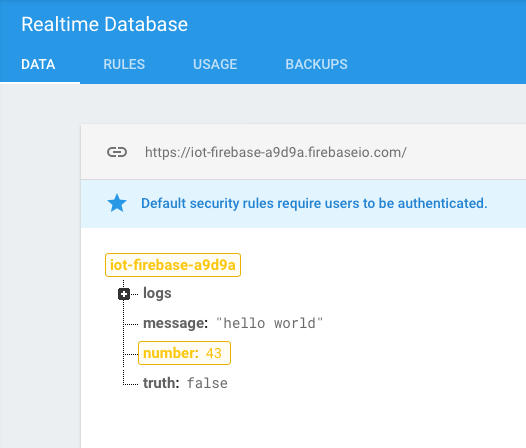 Realtime Database
DATA RULES USAGE BACKUPS
https://iot-firebase-a9d9a.firebaseio.com/
Default security rules require users to be authenticated.
iot-firebase-a9d9a
logs
message: "hello world"
number: 43
truth: false